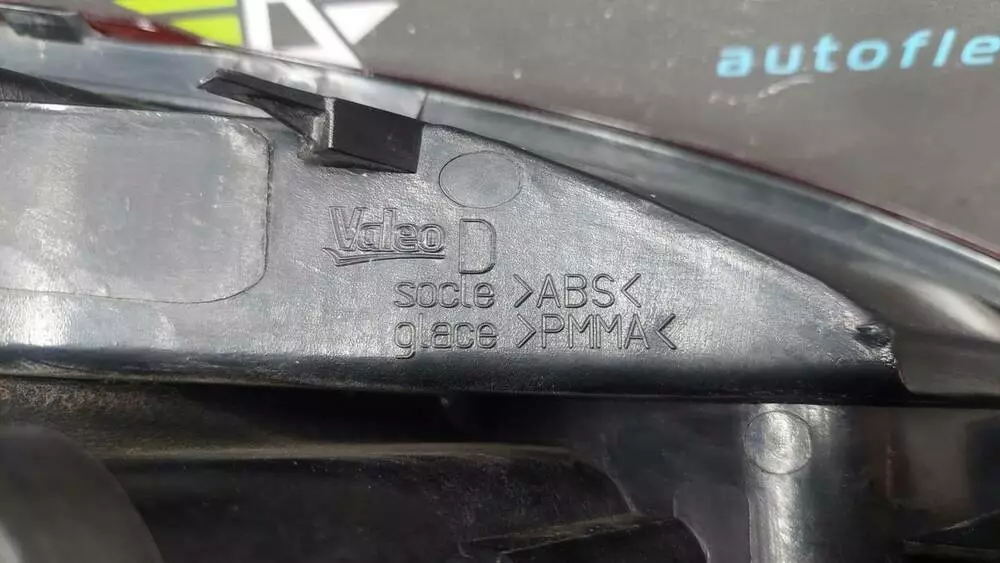 autofle
Valeo D
socle >ABS<
glace >PMMA<